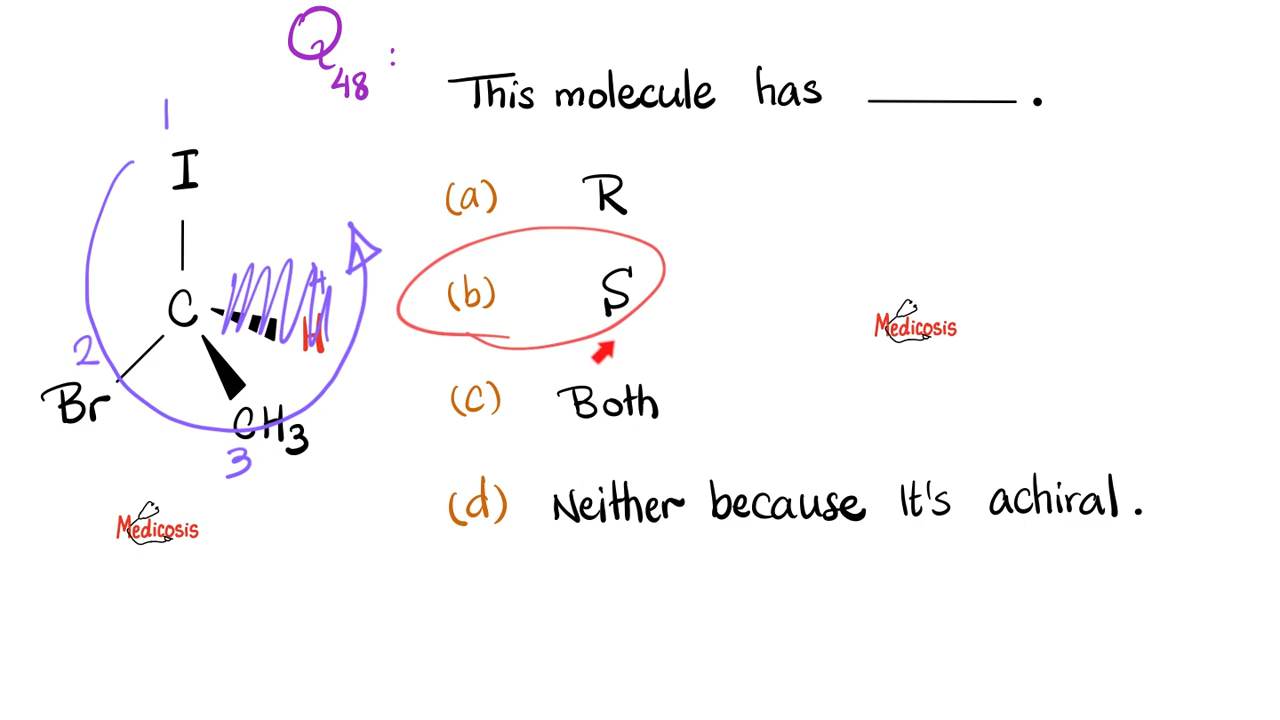 Q48:
This molecule has ______.
1
I
(a) R
C
H
(b) S
2
Br
CH3
3
(c) Both
(d) Neither because It's achiral.
Medicosis
Medicosis